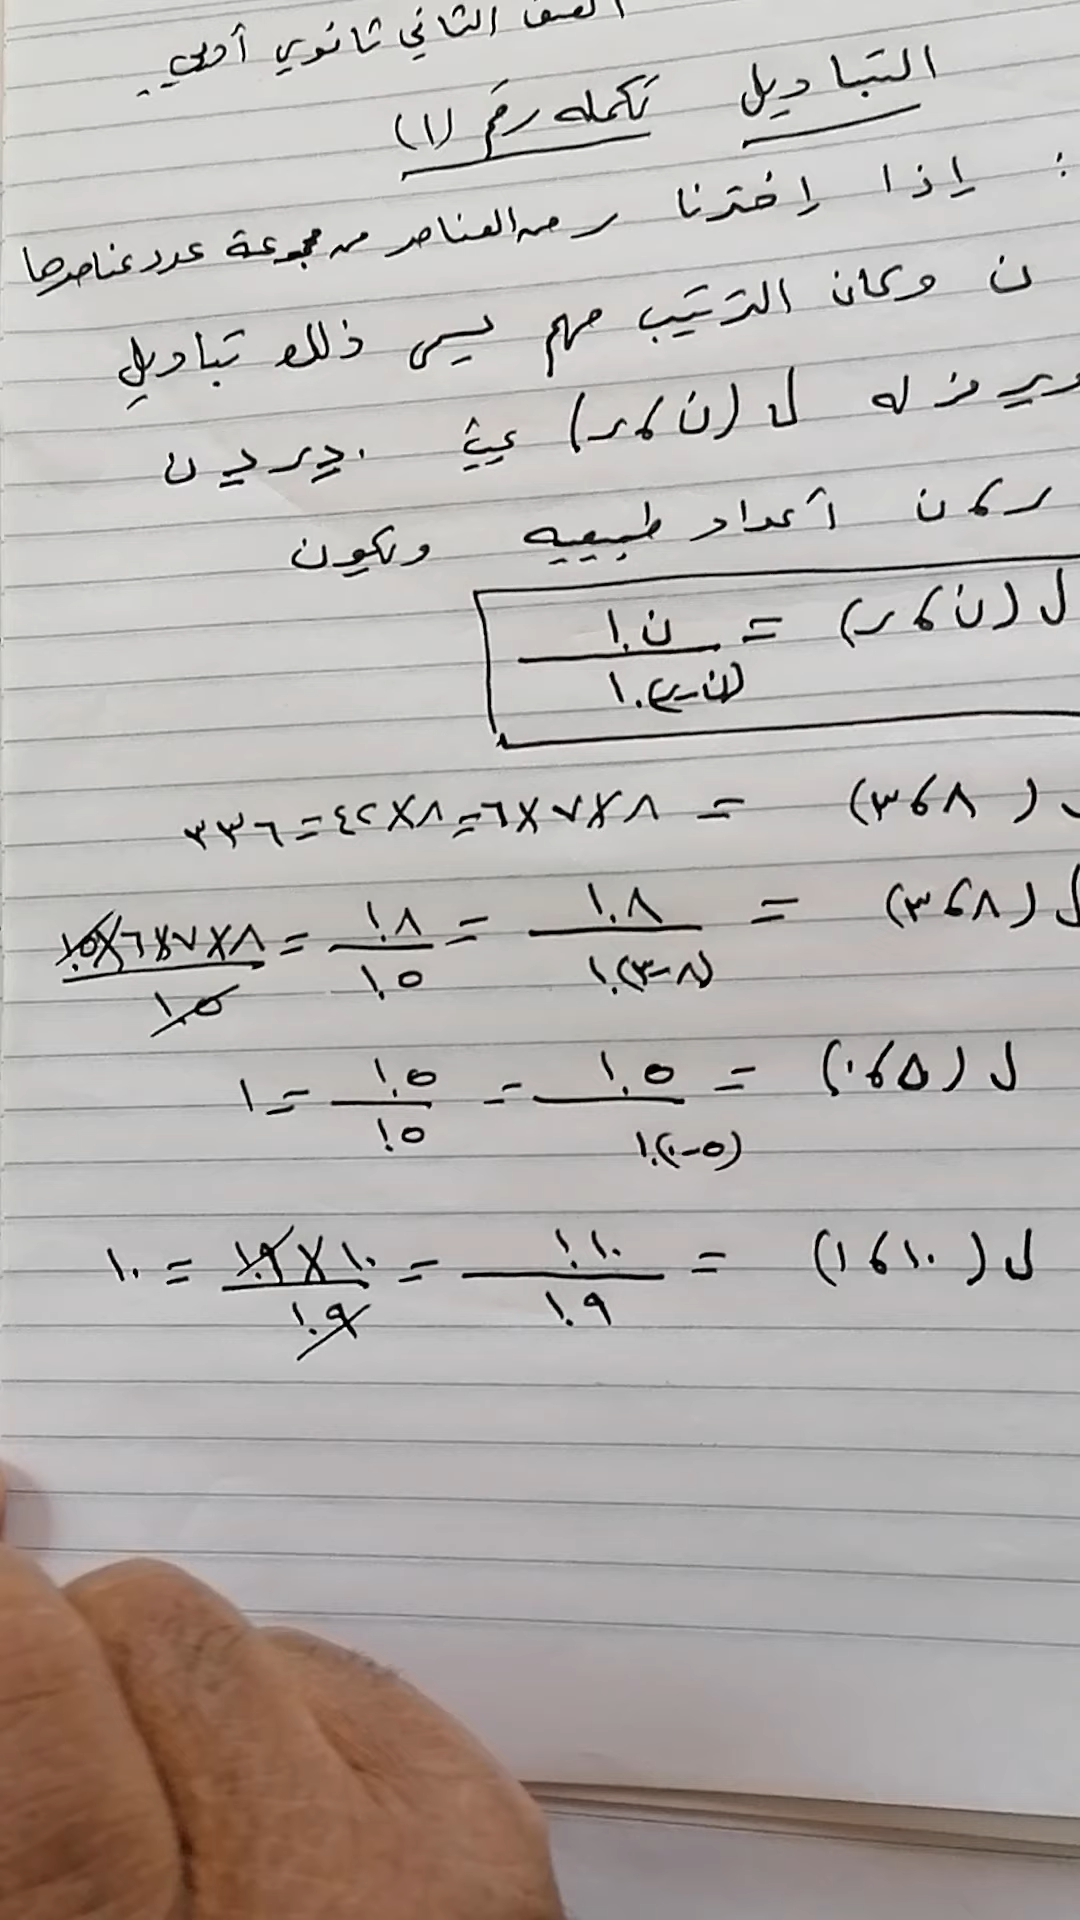 الصف الثاني ثانوي أدبي
التباديل تكمله رقم (١)
: إذا إخترنا ر من العناصر من مجموعة عدد عناصرها
ن وكان الترتيب مهم يسمى ذلك تباديل
ويرمز له ل (ن ، ر) حيث ٠ ≤ ر ≤ ن
ر ، ن أعداد طبيعيه ويكون
ل (ن ، ر) = ن! / (ن-ر)!
ل (٨ ، ٣) = ٨×٧×٦ = ٨×٤٢ = ٣٣٦
ل (٨ ، ٣) = ٨! / (٨-٣)! = ٨! / ٥! = ٨×٧×٦×٥! / ٥!
ل (٥ ، ٠) = ٥! / (٥-٠)! = ٥! / ٥! = ١
ل (١٠ ، ١) = ١٠! / ٩! = ١٠×٩! / ٩! = ١٠